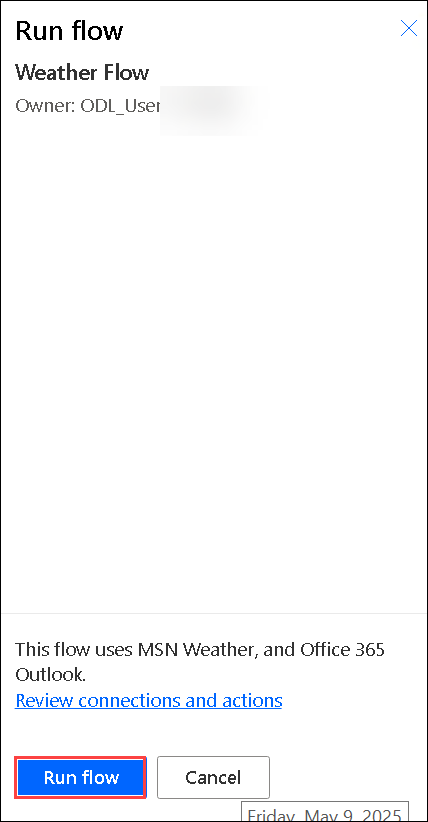 Run flow
Weather Flow
Owner: ODL_User
This flow uses MSN Weather, and Office 365
Outlook.
Review connections and actions
Run flow
Cancel
Friday, May 9, 2025